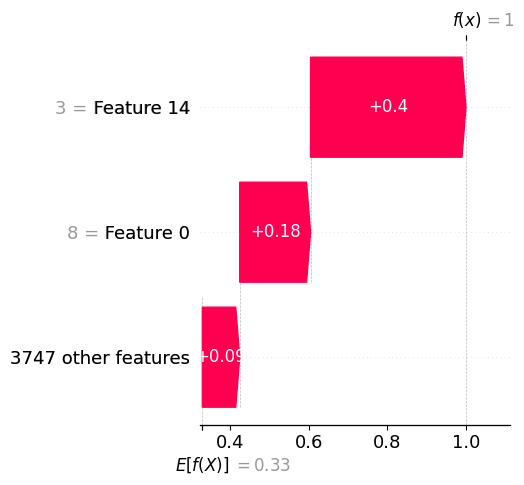 f(x) = 1
3 = Feature 14
+0.4
8 = Feature 0
+0.18
3747 other features
+0.09
0.4 0.6 0.8 1.0
E[f(X)] = 0.33